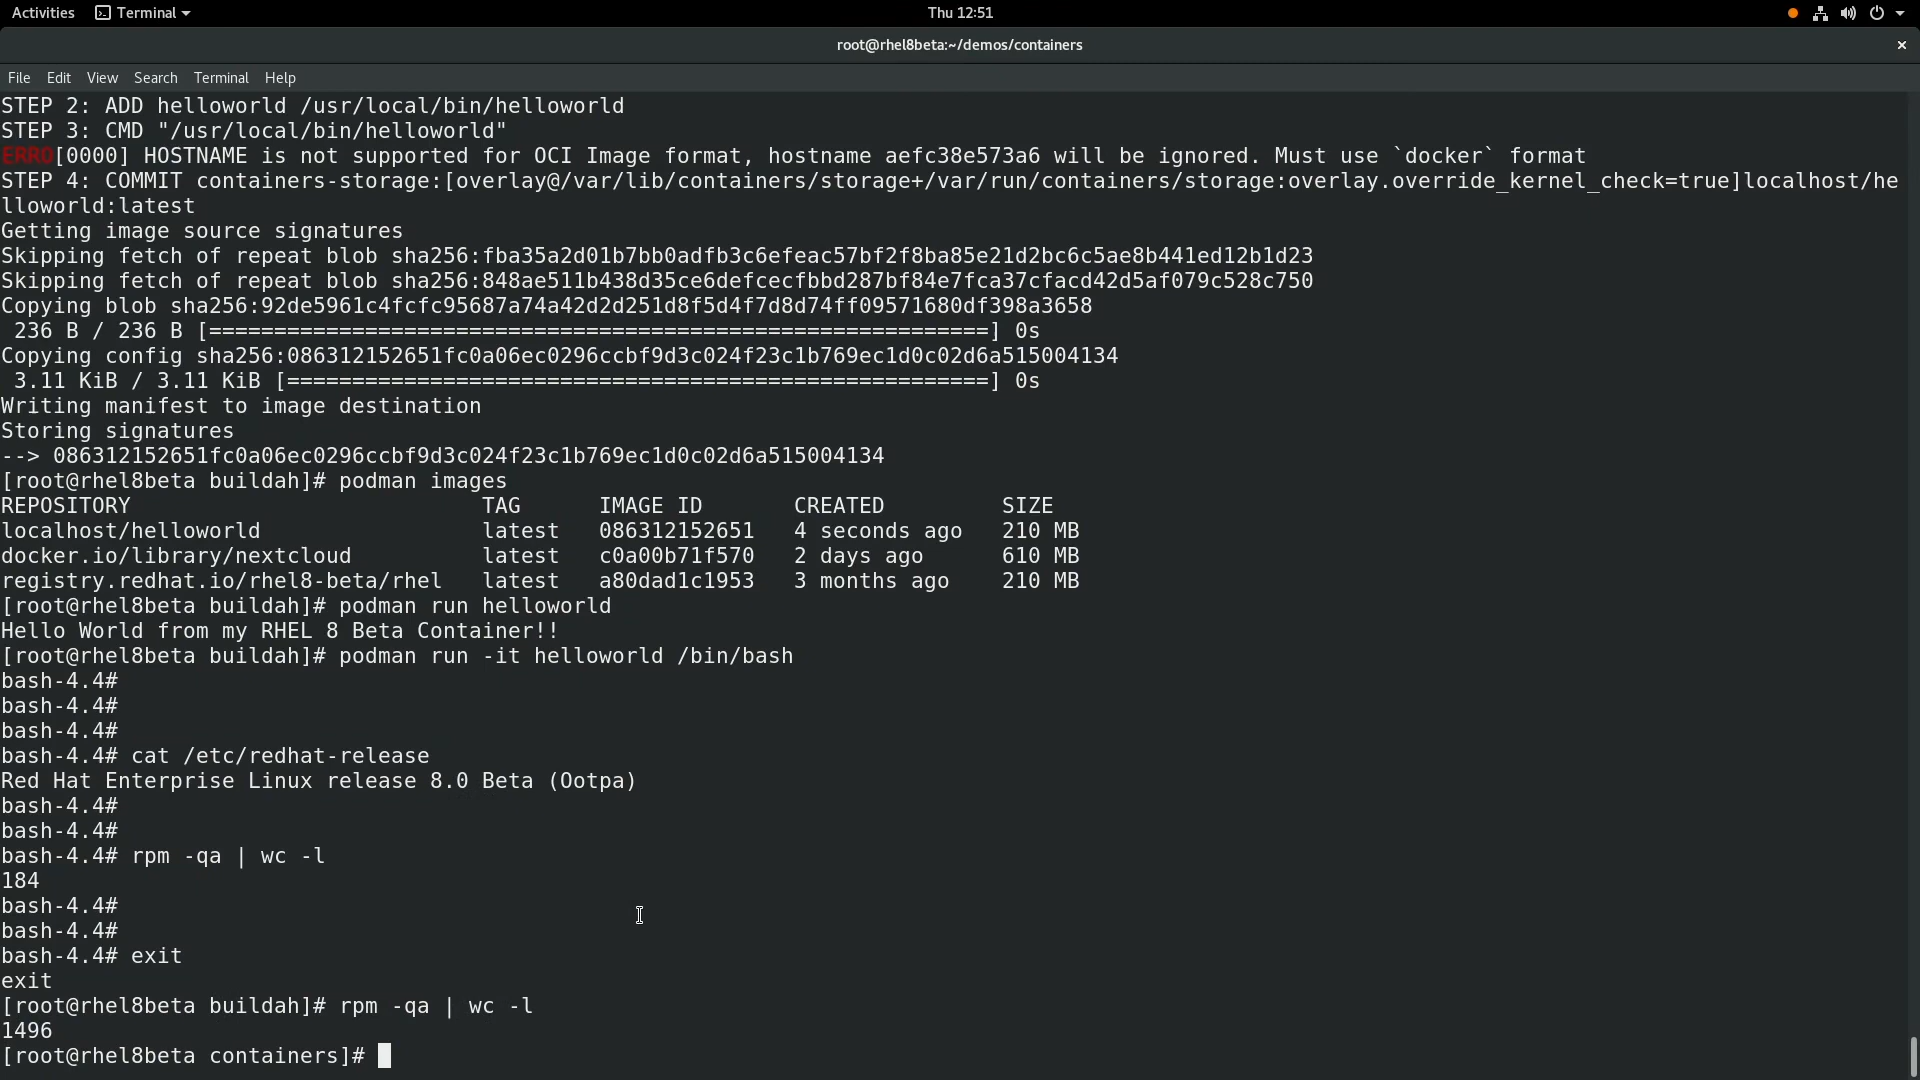 Activities Terminal Thu 12:51
root@rhel8beta:~/demos/containers ×
File Edit View Search Terminal Help
STEP 2: ADD helloworld /usr/local/bin/helloworld
STEP 3: CMD "/usr/local/bin/helloworld"
ERRO[0000] HOSTNAME is not supported for OCI Image format, hostname aefc38e573a6 will be ignored. Must use `docker` format
STEP 4: COMMIT containers-storage:[overlay@/var/lib/containers/storage+/var/run/containers/storage:overlay.override_kernel_check=true]localhost/he
lloworld:latest
Getting image source signatures
Skipping fetch of repeat blob sha256:fba35a2d01b7bb0adfb3c6efeac57bf2f8ba85e21d2bc6c5ae8b441ed12b1d23
Skipping fetch of repeat blob sha256:848ae511b438d35ce6defcecfbbd287bf84e7fca37cfacd42d5af079c528c750
Copying blob sha256:92de5961c4fcfc95687a74a42d2d251d8f5d4f7d8d74ff09571680df398a3658
 236 B / 236 B [============================================================] 0s
Copying config sha256:086312152651fc0a06ec0296ccbf9d3c024f23c1b769ec1d0c02d6a515004134
 3.11 KiB / 3.11 KiB [======================================================] 0s
Writing manifest to image destination
Storing signatures
--> 086312152651fc0a06ec0296ccbf9d3c024f23c1b769ec1d0c02d6a515004134
[root@rhel8beta buildah]# podman images
REPOSITORY                           TAG      IMAGE ID       CREATED         SIZE
localhost/helloworld                 latest   086312152651   4 seconds ago   210 MB
docker.io/library/nextcloud          latest   c0a00b71f570   2 days ago      610 MB
registry.redhat.io/rhel8-beta/rhel   latest   a80dad1c1953   3 months ago    210 MB
[root@rhel8beta buildah]# podman run helloworld
Hello World from my RHEL 8 Beta Container!!
[root@rhel8beta buildah]# podman run -it helloworld /bin/bash
bash-4.4#
bash-4.4#
bash-4.4#
bash-4.4# cat /etc/redhat-release
Red Hat Enterprise Linux release 8.0 Beta (Ootpa)
bash-4.4#
bash-4.4#
bash-4.4# rpm -qa | wc -l
184
bash-4.4#
bash-4.4#
bash-4.4# exit
exit
[root@rhel8beta buildah]# rpm -qa | wc -l
1496
[root@rhel8beta containers]#